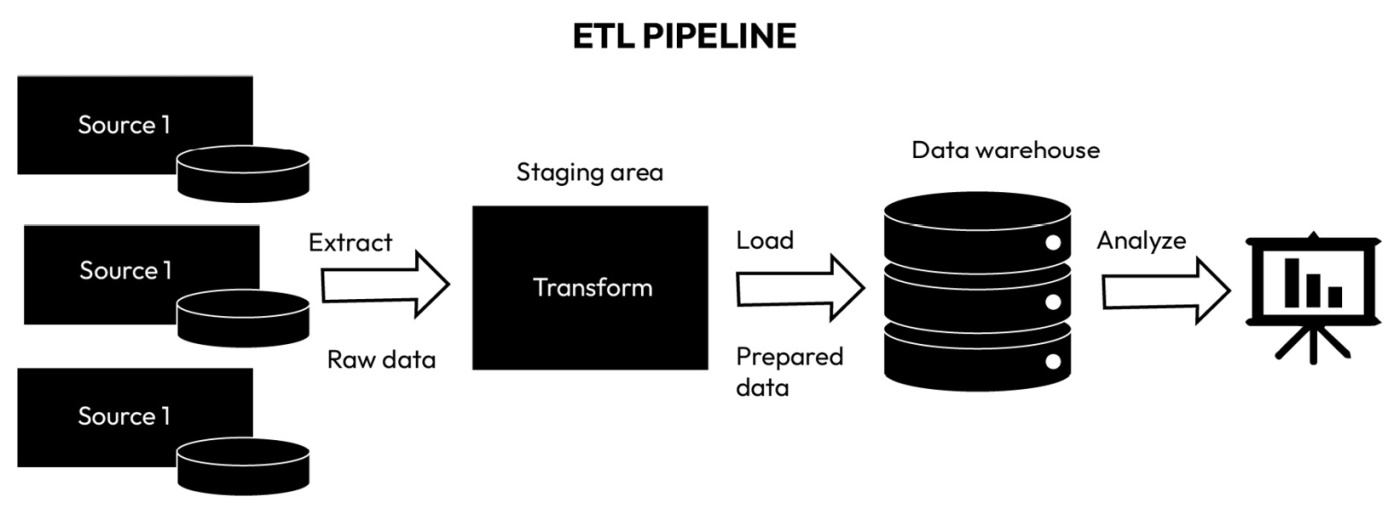 ETL PIPELINE
Source 1
Source 1
Source 1
Extract
Raw data
Staging area
Transform
Load
Prepared
data
Data warehouse
Analyze